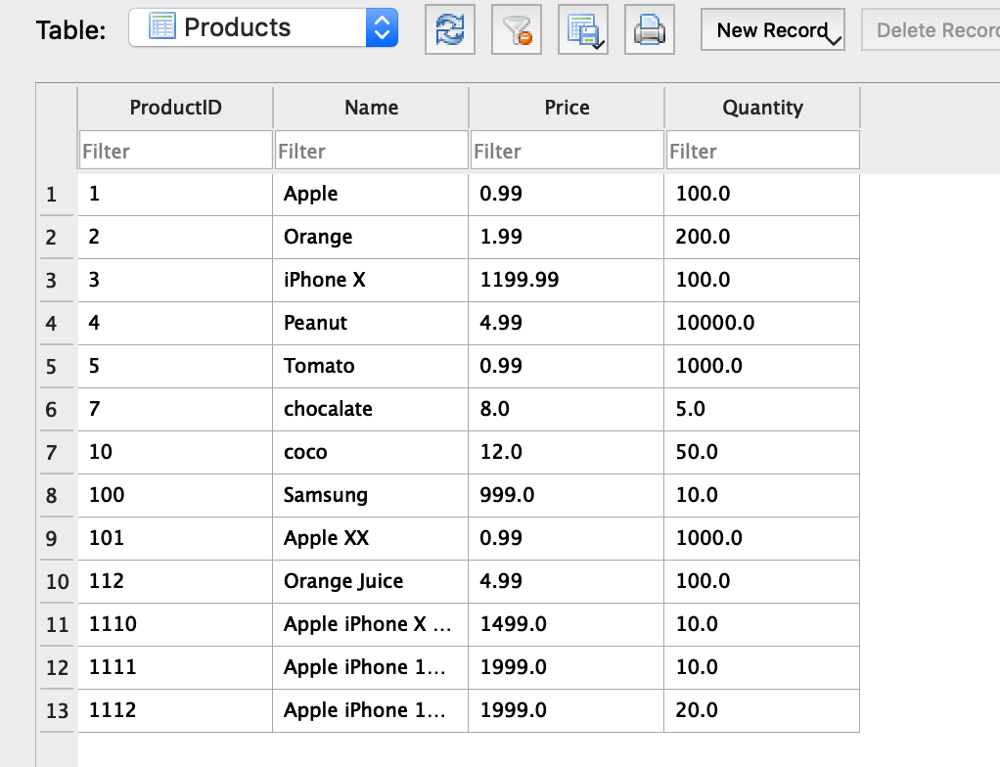 Table: Products New Record Delete Recor
ProductID Name Price Quantity
Filter Filter Filter Filter
1 1 Apple 0.99 100.0
2 2 Orange 1.99 200.0
3 3 iPhone X 1199.99 100.0
4 4 Peanut 4.99 10000.0
5 5 Tomato 0.99 1000.0
6 7 chocalate 8.0 5.0
7 10 coco 12.0 50.0
8 100 Samsung 999.0 10.0
9 101 Apple XX 0.99 1000.0
10 112 Orange Juice 4.99 100.0
11 1110 Apple iPhone X ... 1499.0 10.0
12 1111 Apple iPhone 1... 1999.0 10.0
13 1112 Apple iPhone 1... 1999.0 20.0